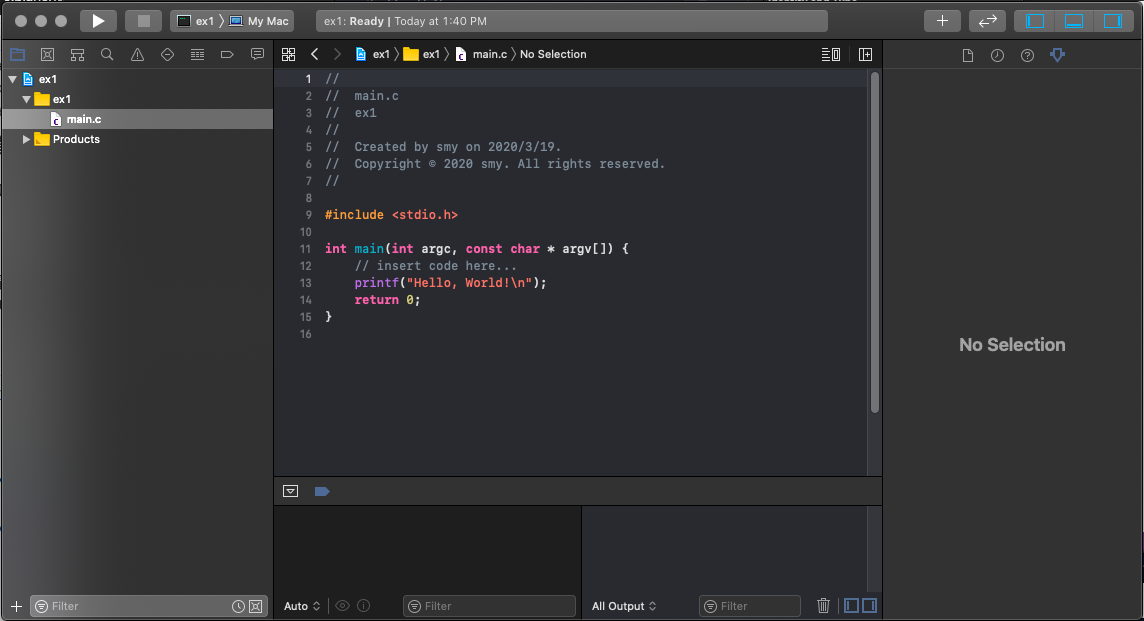 ex1 〉 My Mac
ex1: Ready | Today at 1:40 PM
ex1 〉 ex1 〉 main.c 〉 No Selection
ex1
ex1
main.c
Products
1 //
2 //  main.c
3 //  ex1
4 //
5 //  Created by smy on 2020/3/19.
6 //  Copyright © 2020 smy. All rights reserved.
7 //
8
9 #include <stdio.h>
10
11 int main(int argc, const char * argv[]) {
12     // insert code here...
13     printf("Hello, World!\n");
14     return 0;
15 }
16
No Selection
Filter
Auto
Filter
All Output
Filter